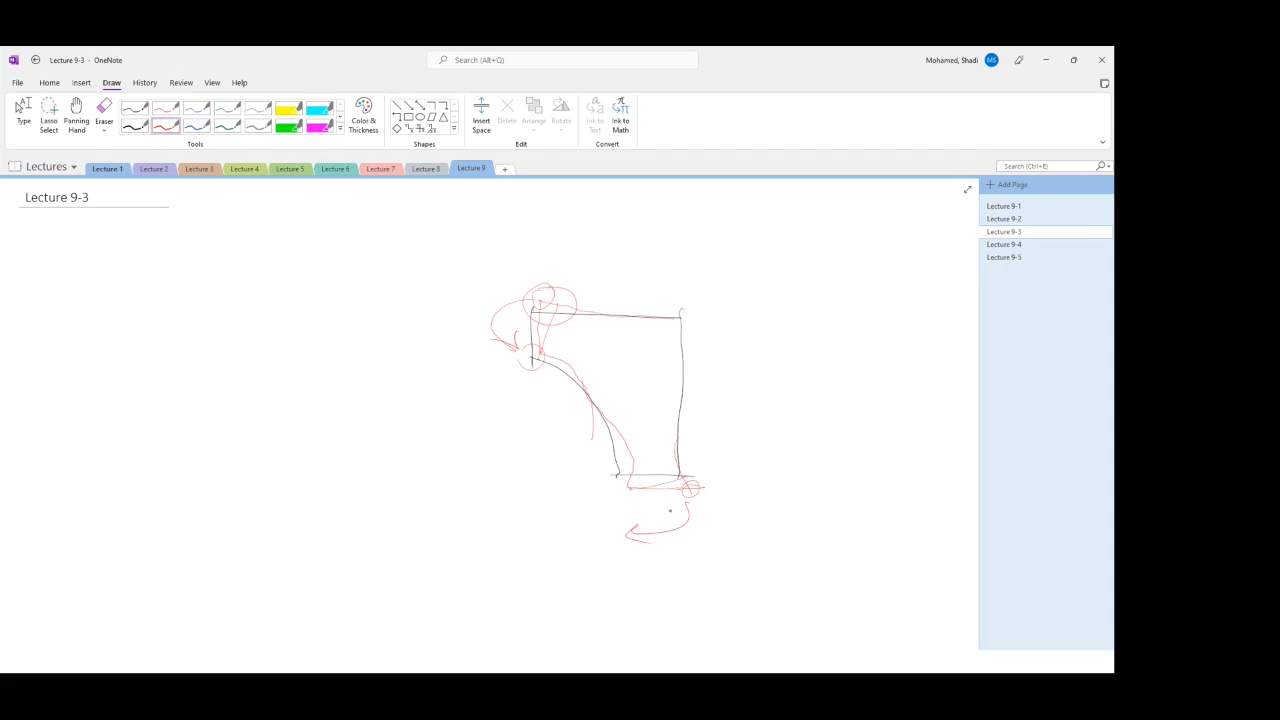 Lecture 9-3 - OneNote
Search (Alt+Q)
Mohamed, Shadi
MS
File Home Insert Draw History Review View Help
Type
Lasso Select
Panning Hand
Eraser
Color & Thickness
Insert Space
Delete
Arrange
Rotate
Ink to Text
Ink to Math
Tools
Shapes
Edit
Convert
Lectures
Lecture 1 Lecture 2 Lecture 3 Lecture 4 Lecture 5 Lecture 6 Lecture 7 Lecture 8 Lecture 9
Search (Ctrl+E)
Lecture 9-3
Add Page
Lecture 9-1
Lecture 9-2
Lecture 9-3
Lecture 9-4
Lecture 9-5